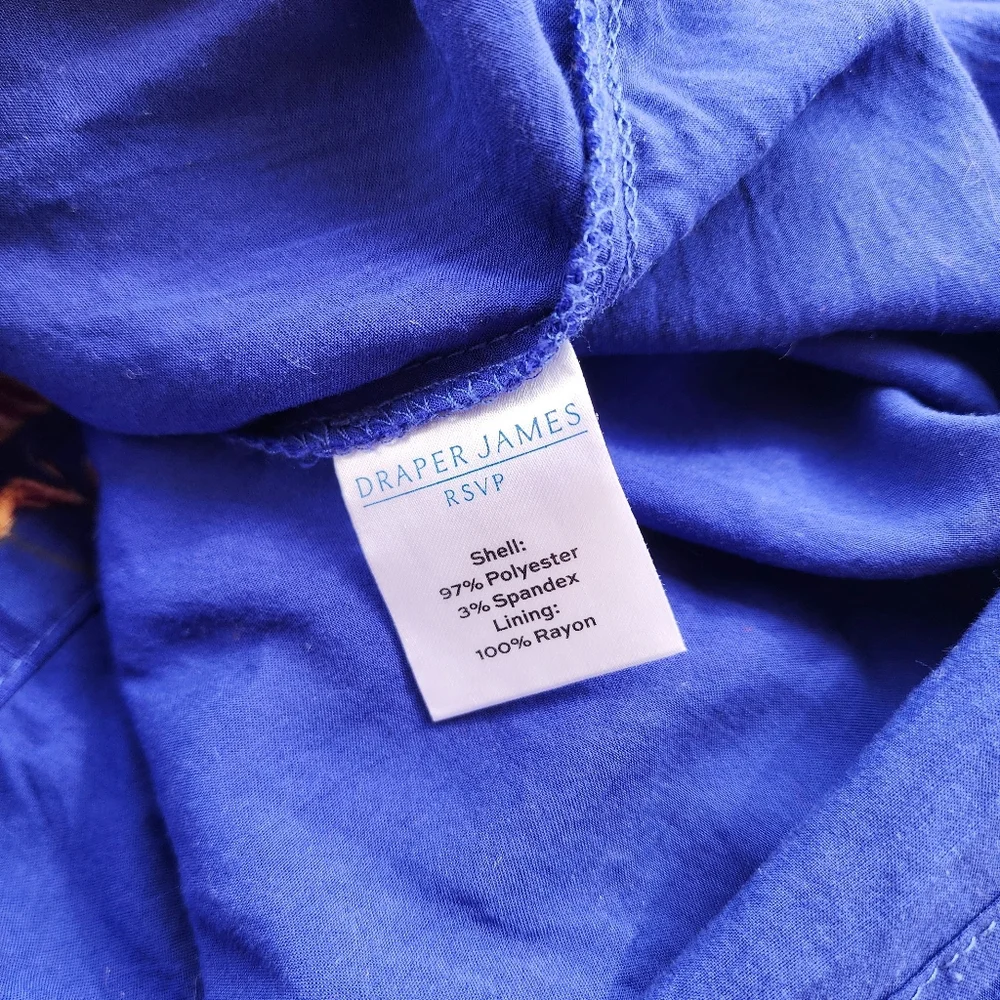 DRAPER JAMES
RSVP
Shell:
97% Polyester
3% Spandex
Lining:
100% Rayon